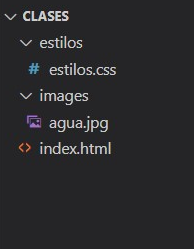 CLASES
estilos
# estilos.css
images
agua.jpg
<> index.html